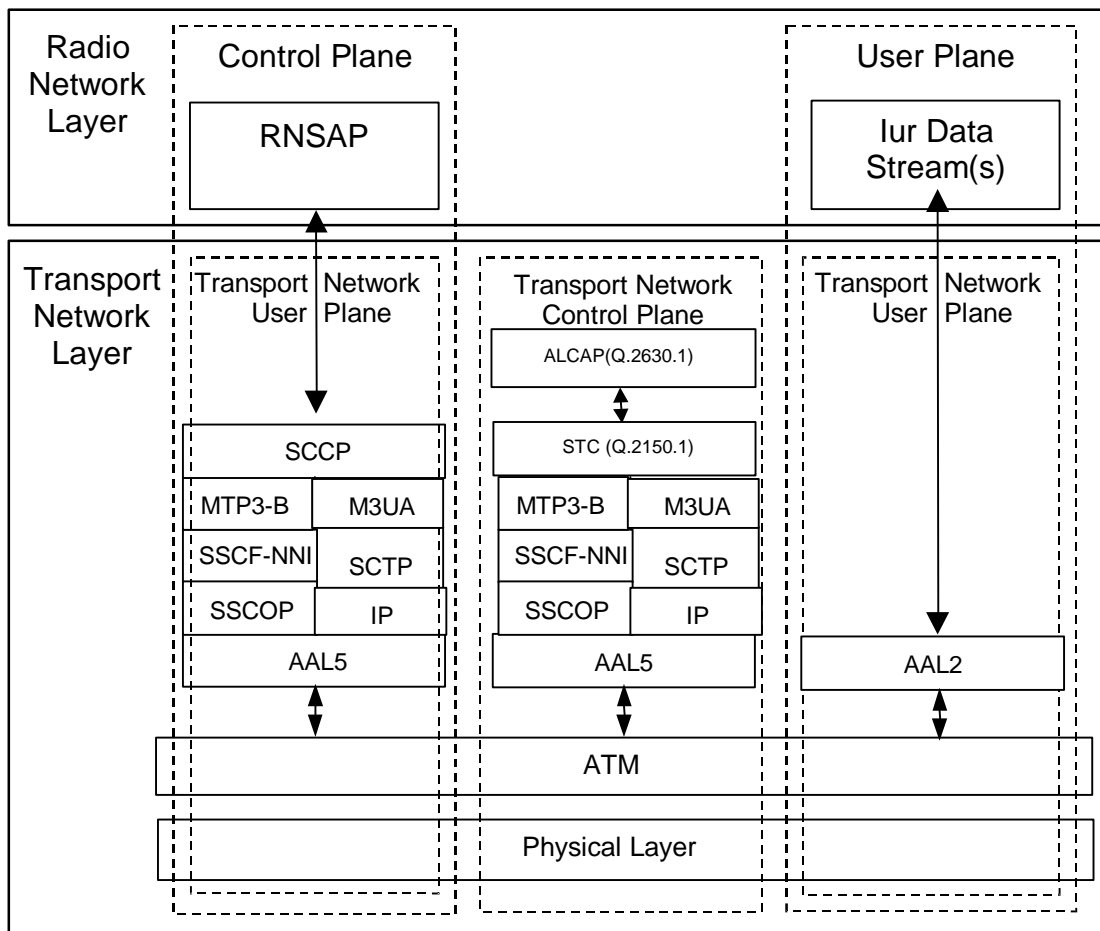 Radio
Network
Layer
Control Plane
User Plane
RNSAP
Iur Data
Stream(s)
Transport
Network
Layer
Transport Network
User Plane
Transport Network
Control Plane
Transport Network
User Plane
ALCAP(Q.2630.1)
SCCP
STC (Q.2150.1)
MTP3-B
M3UA
MTP3-B
M3UA
SSCF-NNI
SCTP
SSCF-NNI
SCTP
SSCOP
IP
SSCOP
IP
AAL5
AAL5
AAL2
ATM
Physical Layer